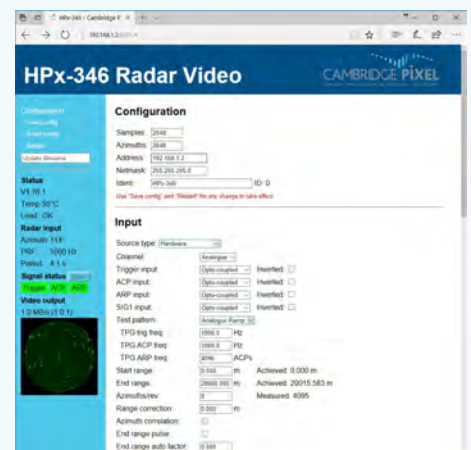 HPx-346 Radar Video
CAMBRIDGE PIXEL
Update filename
Status
Temp 50°C
Load: OK
Radar input
PRF: 1000 Hz
Signal status
Trigger ACP ARP
Video output
Configuration
Samples: 2048
Azimuths: 2048
Address: 192.168.1.2
Netmask: 255.255.255.0
Ident: HPx-346 ID: 0
Use "Save config" and "Restart" for any change to take effect.
Input
Source type: Hardware
Channel: Analogue
Trigger input: Opto-coupled Inverted:
ACP input: Opto-coupled Inverted:
ARP input: Opto-coupled Inverted:
SIG1 input: Opto-coupled Inverted:
Test pattern: Analogue Ramp
TPG trig freq: 1000.0 Hz
TPG ACP freq: 1000.0 Hz
TPG ARP freq: 4096 ACPs
Start range: 0.000 m Achieved: 0.000 m
End range: 20000.000 m Achieved: 20015.583 m
Azimuths/rev: 0 Measured: 4095
Range correction: 0.000 m
Azimuth correlation:
End range pulse:
End range auto factor: 0.000